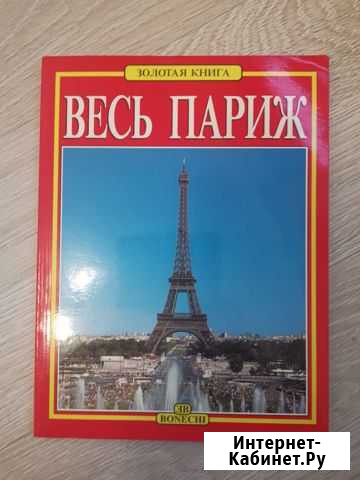 ЗОЛОТАЯ КНИГА
ВЕСЬ ПАРИЖ
BONECHI
Интернет-
Кабинет.Ру